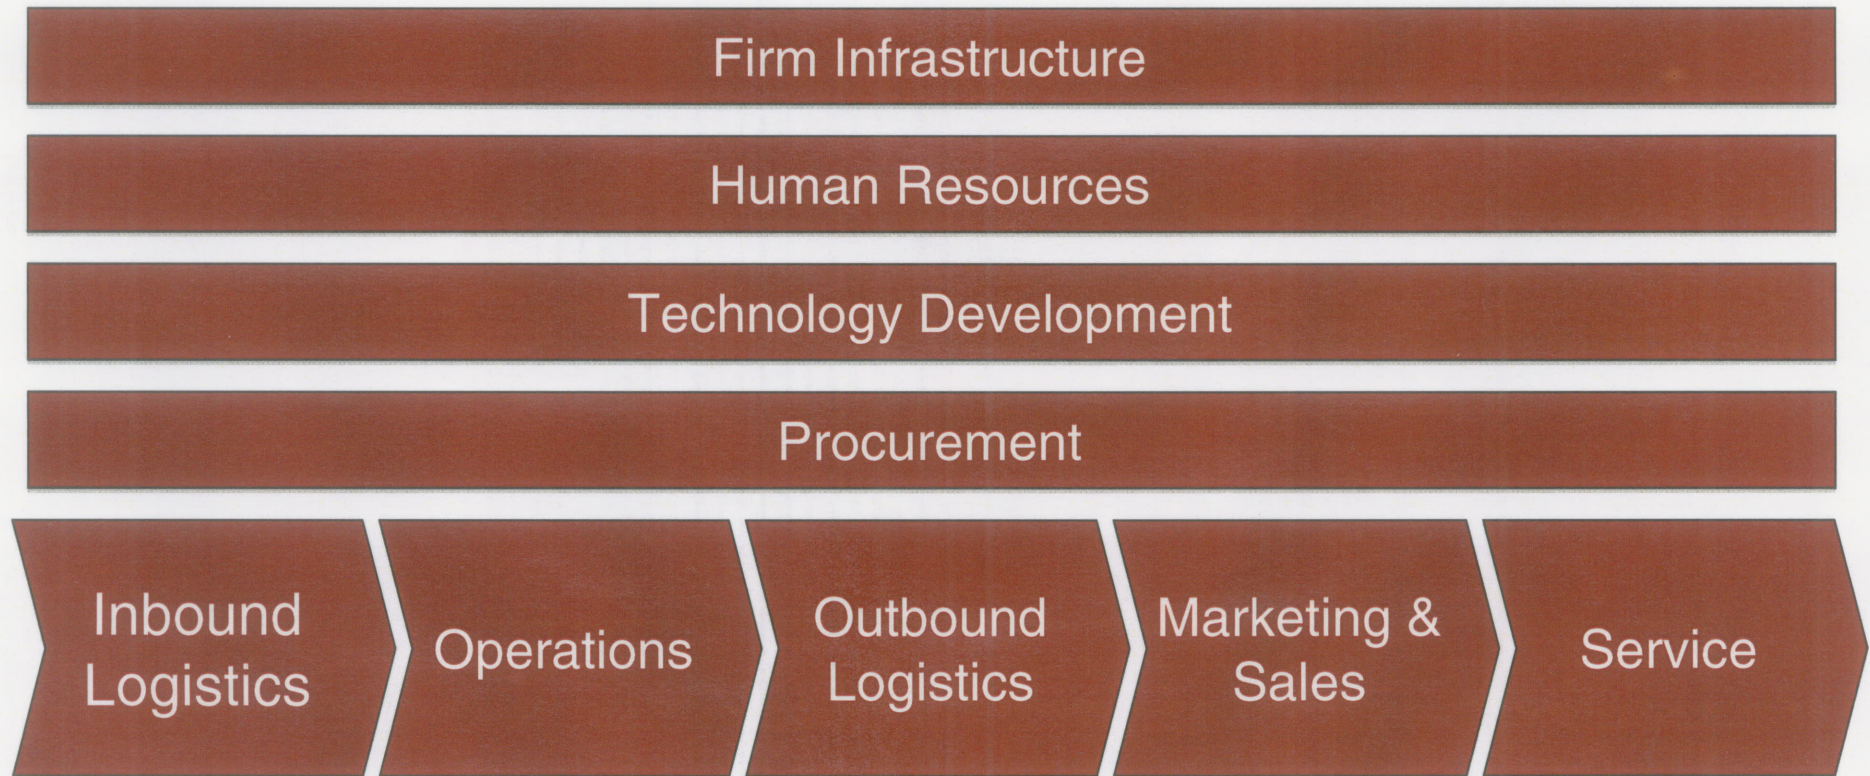 Firm Infrastructure
Human Resources
Technology Development
Procurement
Inbound
Logistics
Operations
Outbound
Logistics
Marketing &
Sales
Service